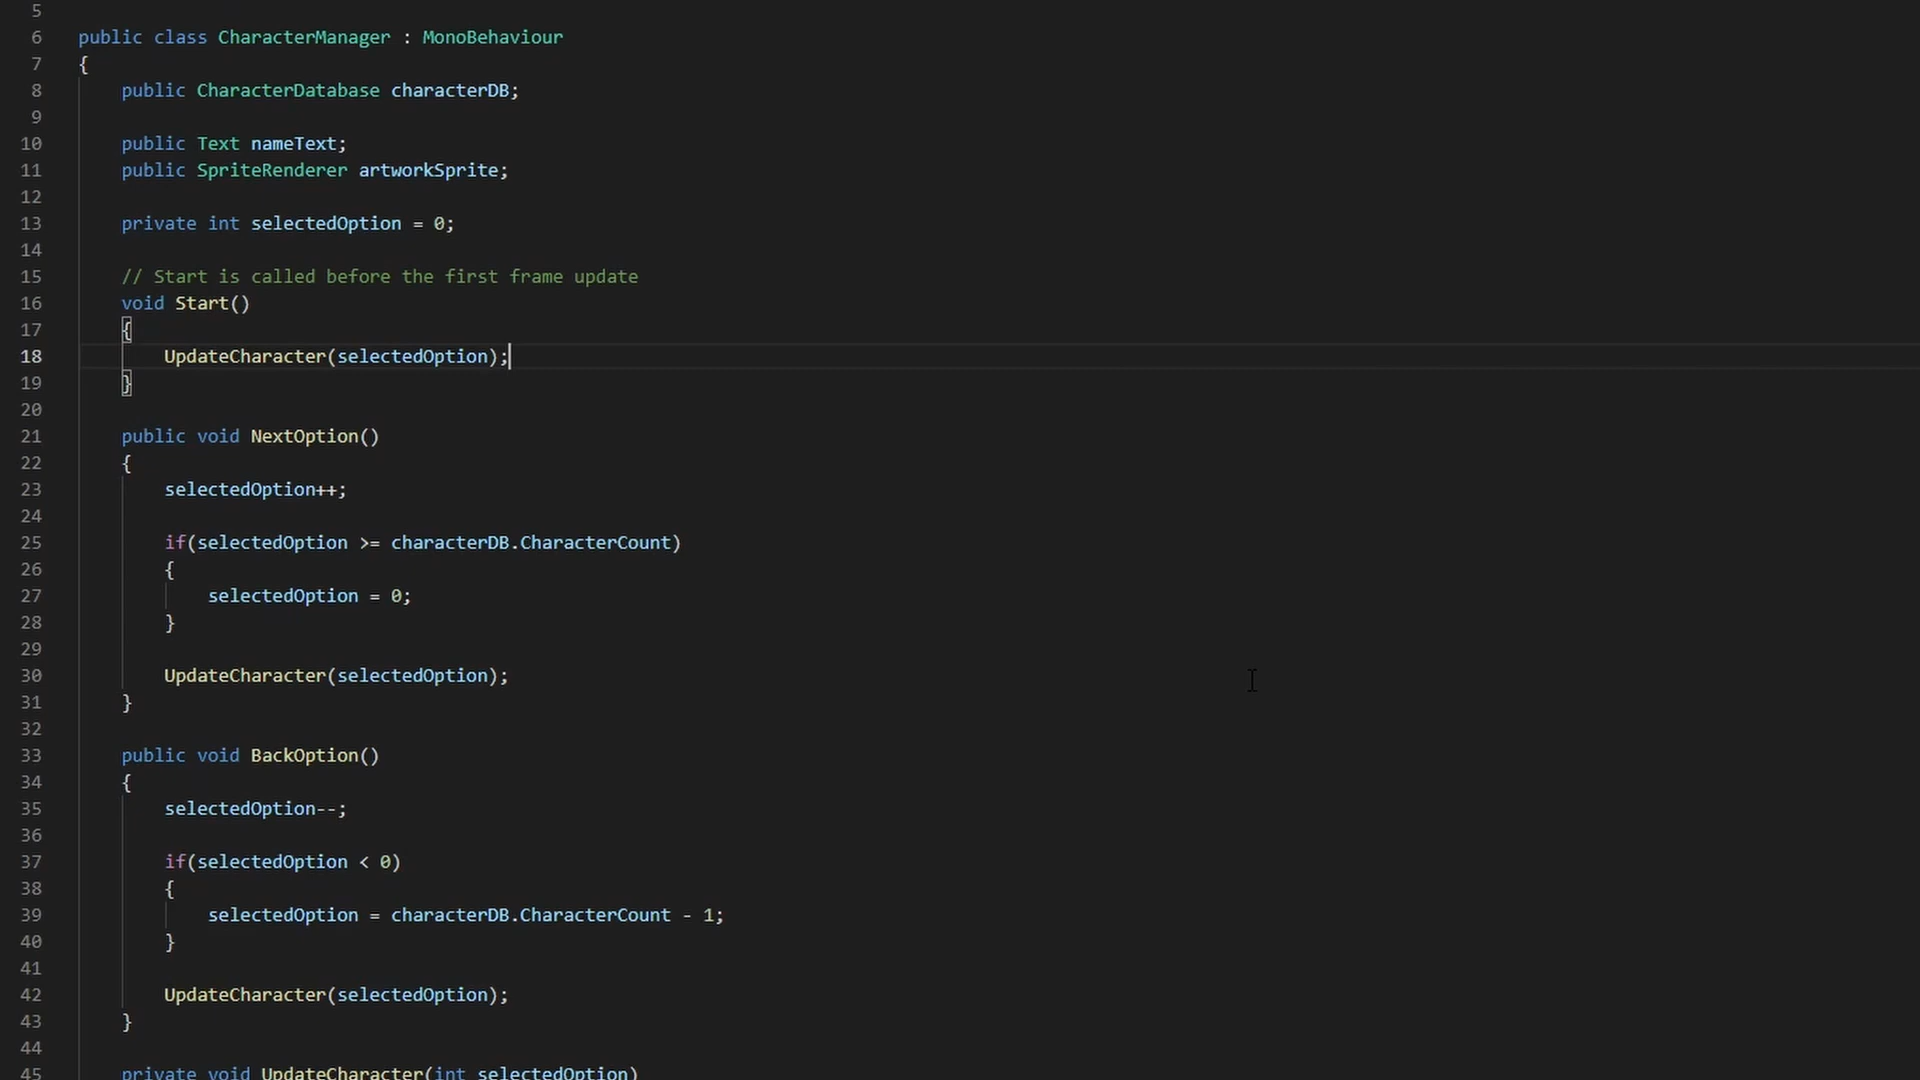 5
6 public class CharacterManager : MonoBehaviour
7 {
8 public CharacterDatabase characterDB;
9
10 public Text nameText;
11 public SpriteRenderer artworkSprite;
12
13 private int selectedOption = 0;
14
15 // Start is called before the first frame update
16 void Start()
17 {
18 UpdateCharacter(selectedOption);
19 }
20
21 public void NextOption()
22 {
23 selectedOption++;
24
25 if(selectedOption >= characterDB.CharacterCount)
26 {
27 selectedOption = 0;
28 }
29
30 UpdateCharacter(selectedOption);
31 }
32
33 public void BackOption()
34 {
35 selectedOption--;
36
37 if(selectedOption < 0)
38 {
39 selectedOption = characterDB.CharacterCount - 1;
40 }
41
42 UpdateCharacter(selectedOption);
43 }
44
45 private void UpdateCharacter(int selectedOption)